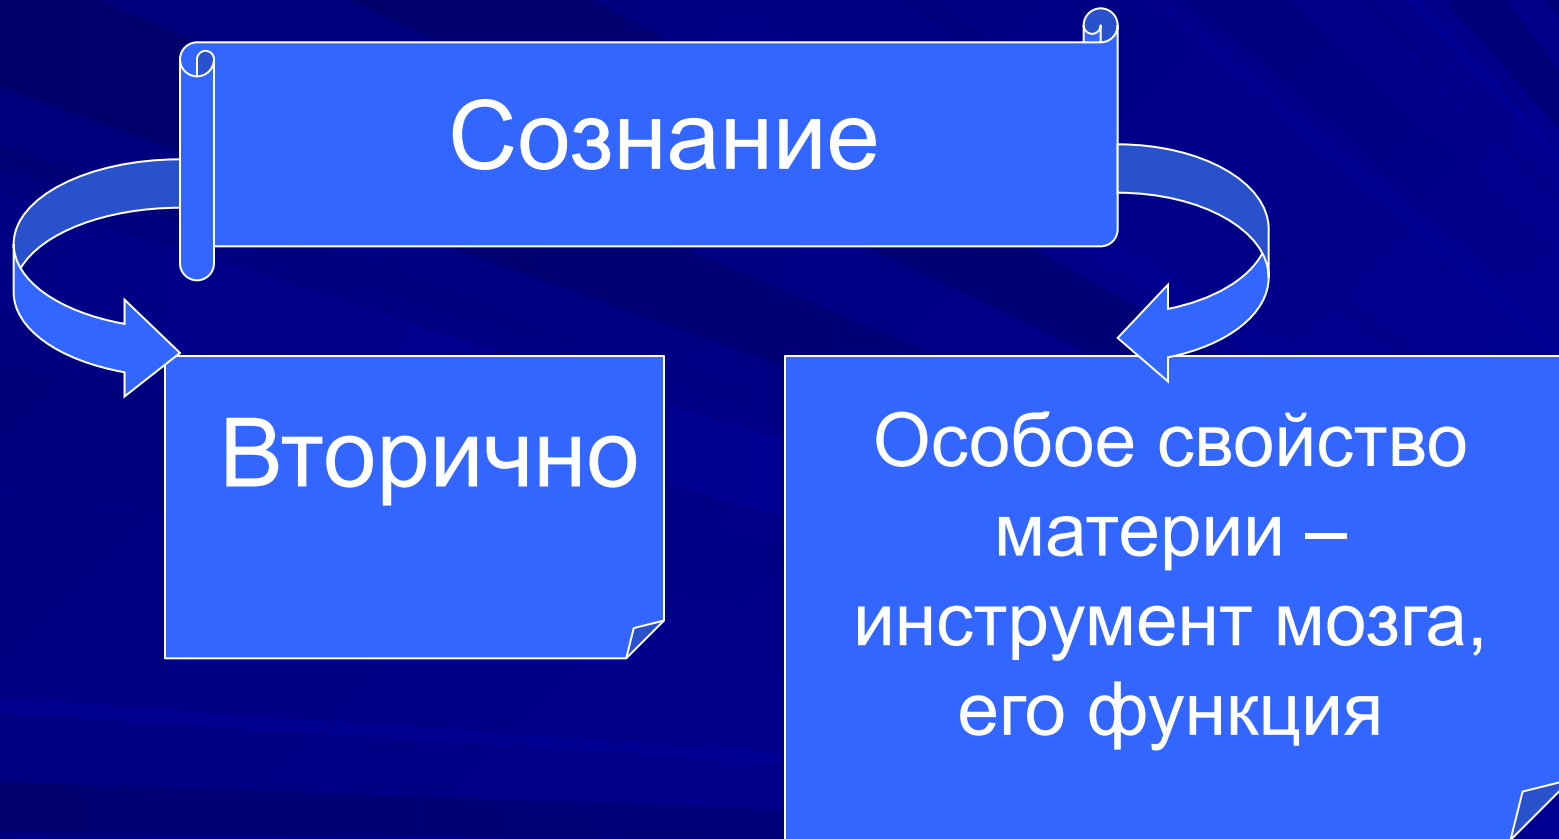 Сознание
Вторично
Особое свойство
материи –
инструмент мозга,
его функция